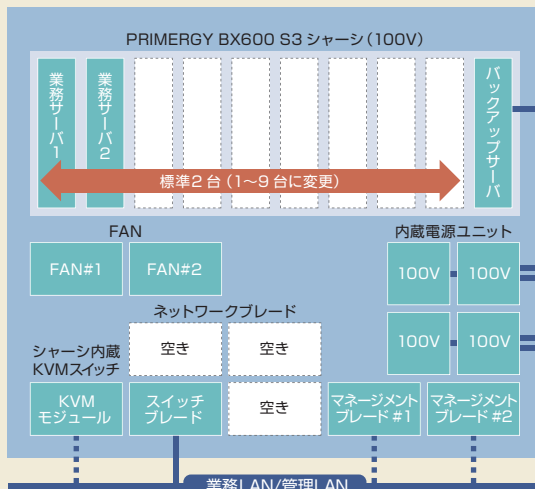 PRIMERGY BX600 S3 シャーシ(100V)
業務サーバ1
業務サーバ2
バックアップサーバ
標準2台(1〜9台に変更)
FAN
FAN#1
FAN#2
内蔵電源ユニット
100V
100V
100V
100V
ネットワークブレード
空き
空き
シャーシ内蔵
KVMスイッチ
KVM
モジュール
スイッチ
ブレード
空き
マネージメント
ブレード #1
マネージメント
ブレード #2
業務LAN/管理LAN